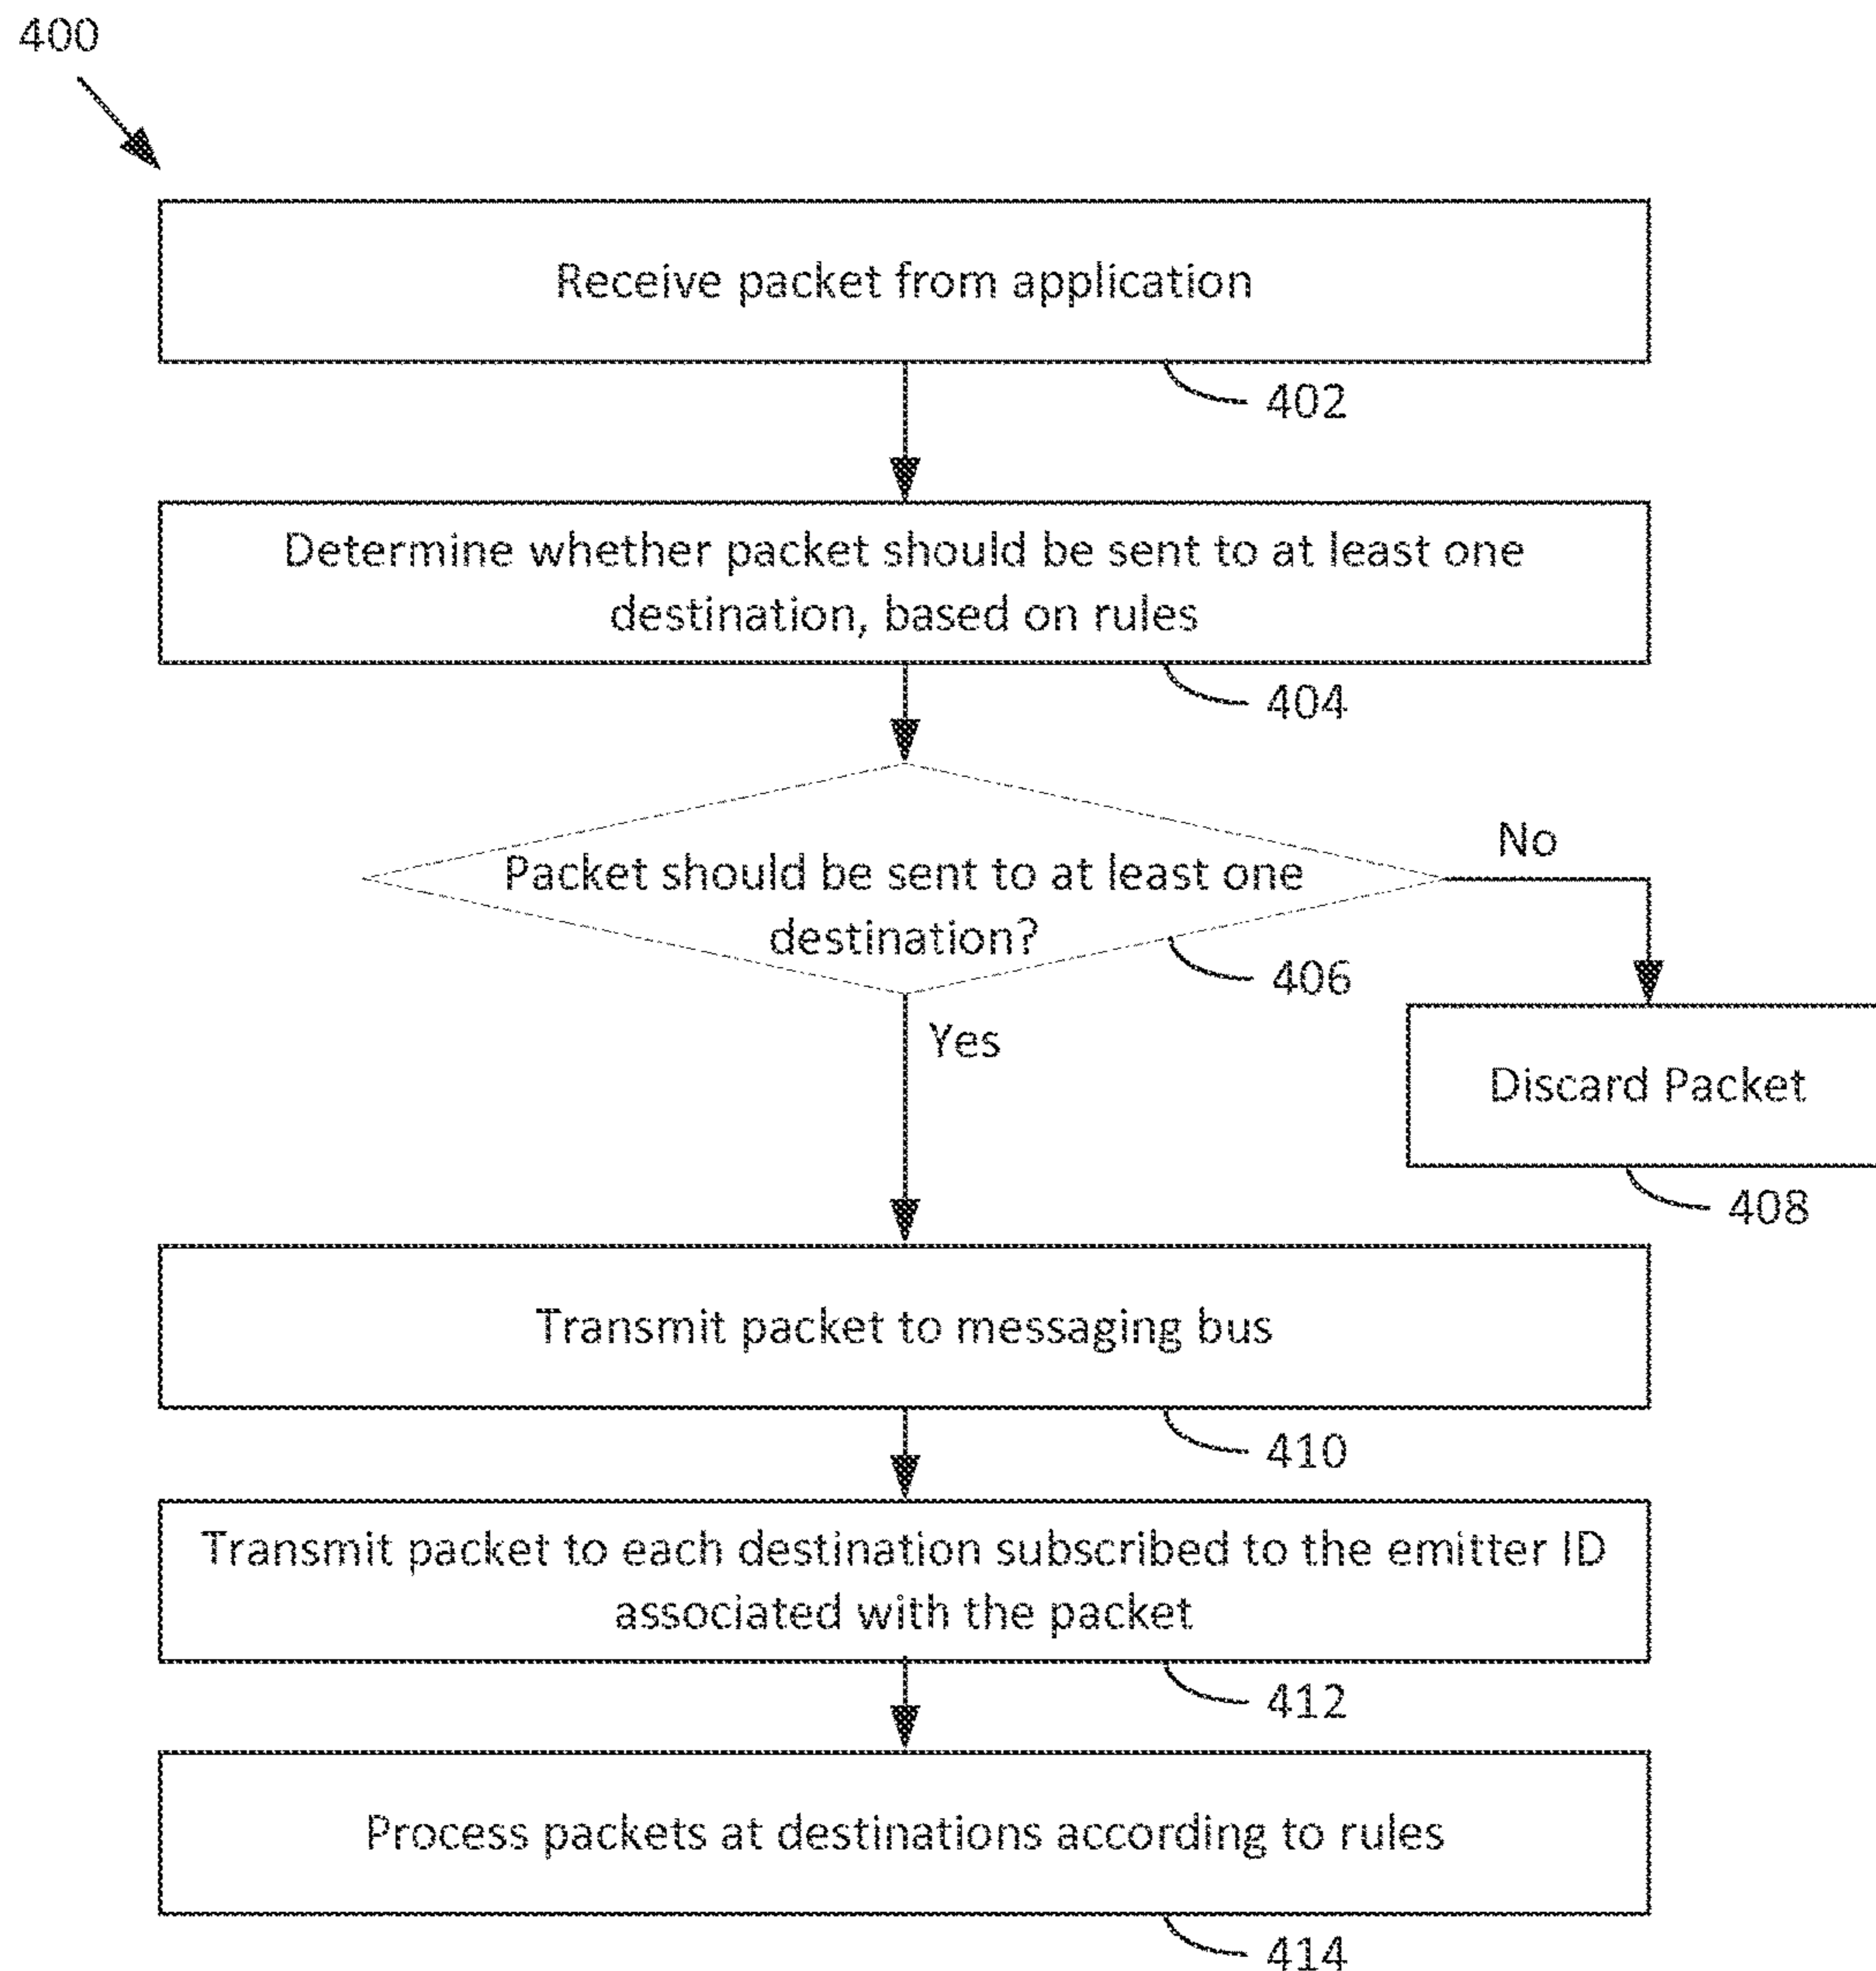 400
Receive packet from application
402
Determine whether packet should be sent to at least one
destination, based on rules
404
Packet should be sent to at least one
destination?
406
No
Yes
Discard Packet
408
Transmit packet to messaging bus
410
Transmit packet to each destination subscribed to the emitter ID
associated with the packet
412
Process packets at destinations according to rules
414